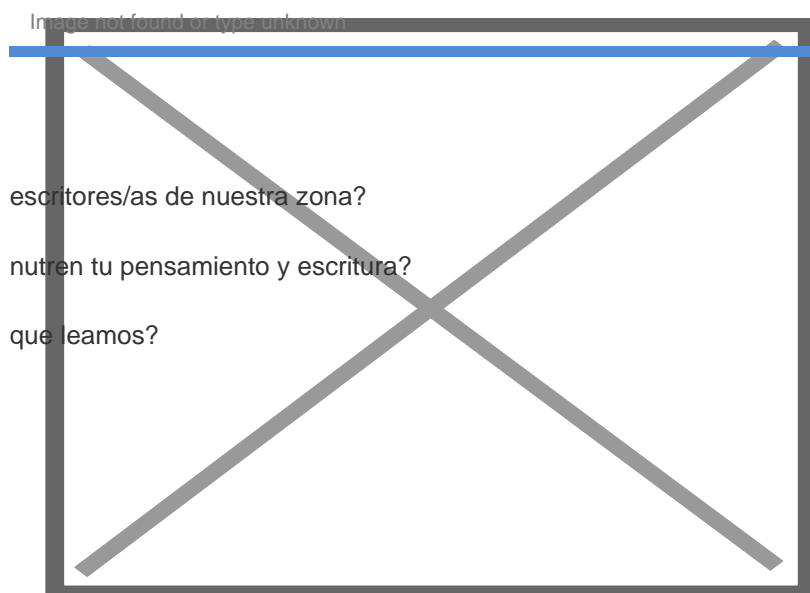 Image not found or type unknown
escritores/as de nuestra zona?
nutren tu pensamiento y escritura?
que leamos?